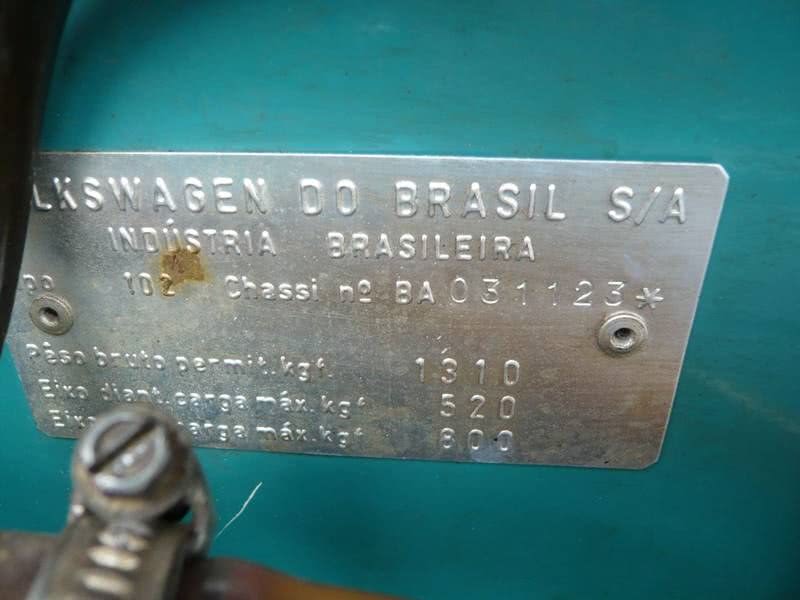 LKSWAGEN DO BRASIL S/A
INDÚSTRIA BRASILEIRA
po 102 Chassi nº BA031123*
Pêso bruto permit. kgf. 1310
Eixo diant. carga máx. kgf 520
Eixo carga máx. kgf 800